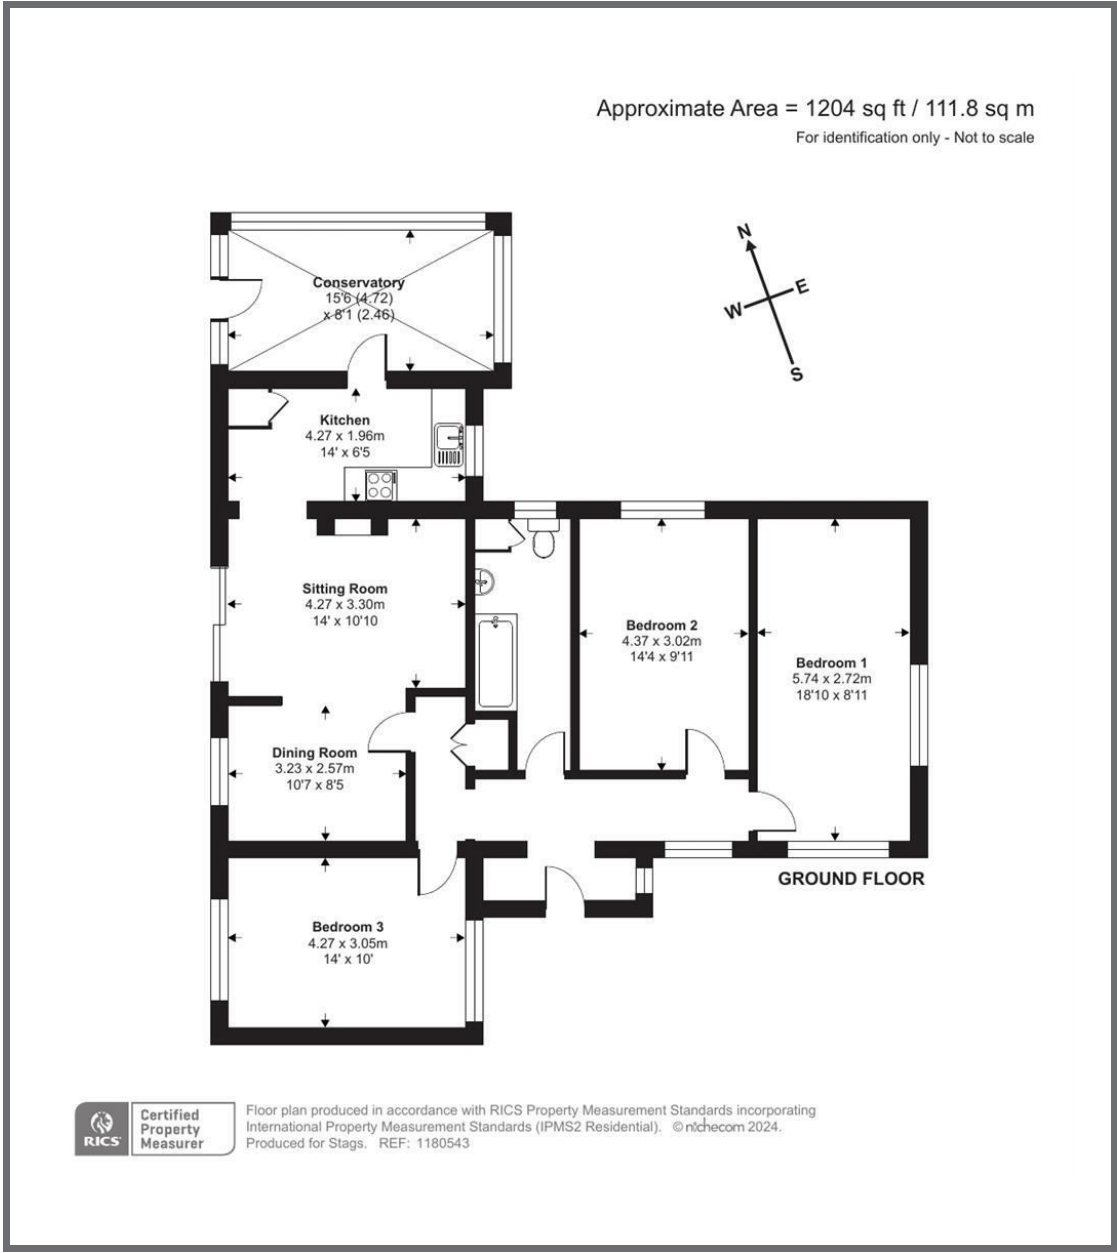 Approximate Area = 1204 sq ft / 111.8 sq m
For identification only - Not to scale
N
E
W
S
Conservatory
15'6 (4.72)
x 8'1 (2.46)
Kitchen
4.27 x 1.96m
14' x 6'5
Sitting Room
4.27 x 3.30m
14' x 10'10
Bedroom 2
4.37 x 3.02m
14'4 x 9'11
Bedroom 1
5.74 x 2.72m
18'10 x 8'11
Dining Room
3.23 x 2.57m
10'7 x 8'5
GROUND FLOOR
Bedroom 3
4.27 x 3.05m
14' x 10'
RICS
Certified
Property
Measurer
Floor plan produced in accordance with RICS Property Measurement Standards incorporating
International Property Measurement Standards (IPMS2 Residential). © nichecom 2024.
Produced for Stags. REF: 1180543